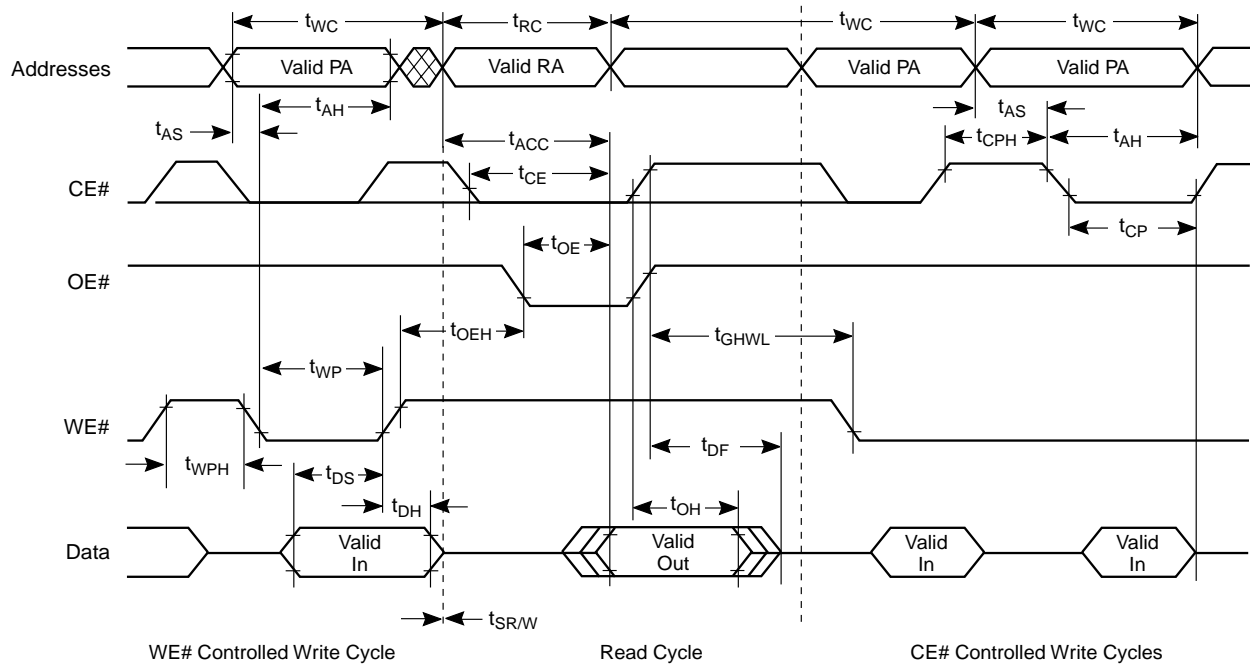 tWC tRC tWC tWC
Addresses Valid PA Valid RA Valid PA Valid PA
tAH tAS
tAS tACC tCPH tAH
CE# tCE
tOE tCP
OE#
tOEH tGHWL
tWP
WE#
tWPH tDS tDF
tDH tOH
Data Valid In Valid Out Valid In Valid In
tSR/W
WE# Controlled Write Cycle Read Cycle CE# Controlled Write Cycles